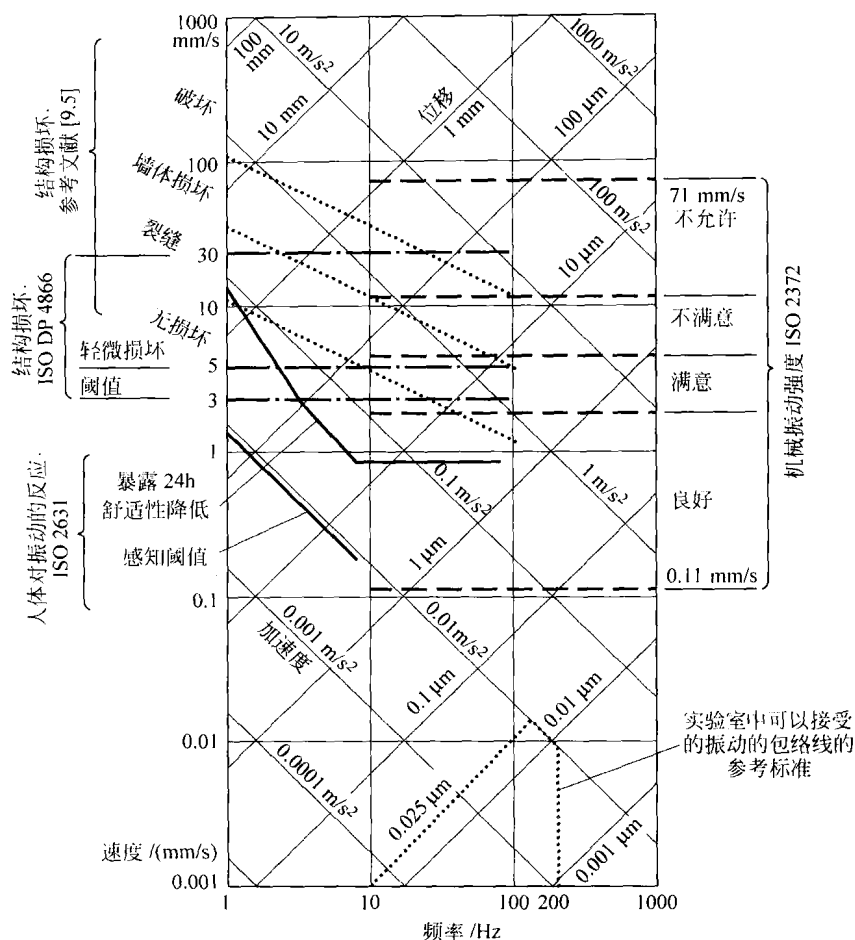 1000
mm/s
100
mm
10 m/s²
1000 m/s²
破坏
10 mm
位移
1 mm
100 μm
结构损坏.
参考文献 [9.5]
100
墙体损坏
100 m/s²
71 mm/s
不允许
裂缝
30
10 μm
结构损坏.
ISO DP 4866
10
无损坏
不满意
机械振动强度 ISO 2372
轻微损坏
5
满意
阈值
3
1
0.1 m/s²
1 m/s²
人体对振动的反应.
ISO 2631
暴露 24h
舒适性降低
良好
感知阈值
1 μm
0.11 mm/s
0.1
0.001 m/s²
0.01m/s²
加速度
0.1 μm
0.01 μm
实验室中可以接受
的振动的包络线的
参考标准
0.01
0.0001 m/s²
0.025 μm
速度 /(mm/s)
0.001 μm
0.001
1
10
100
200
1000
频率 /Hz